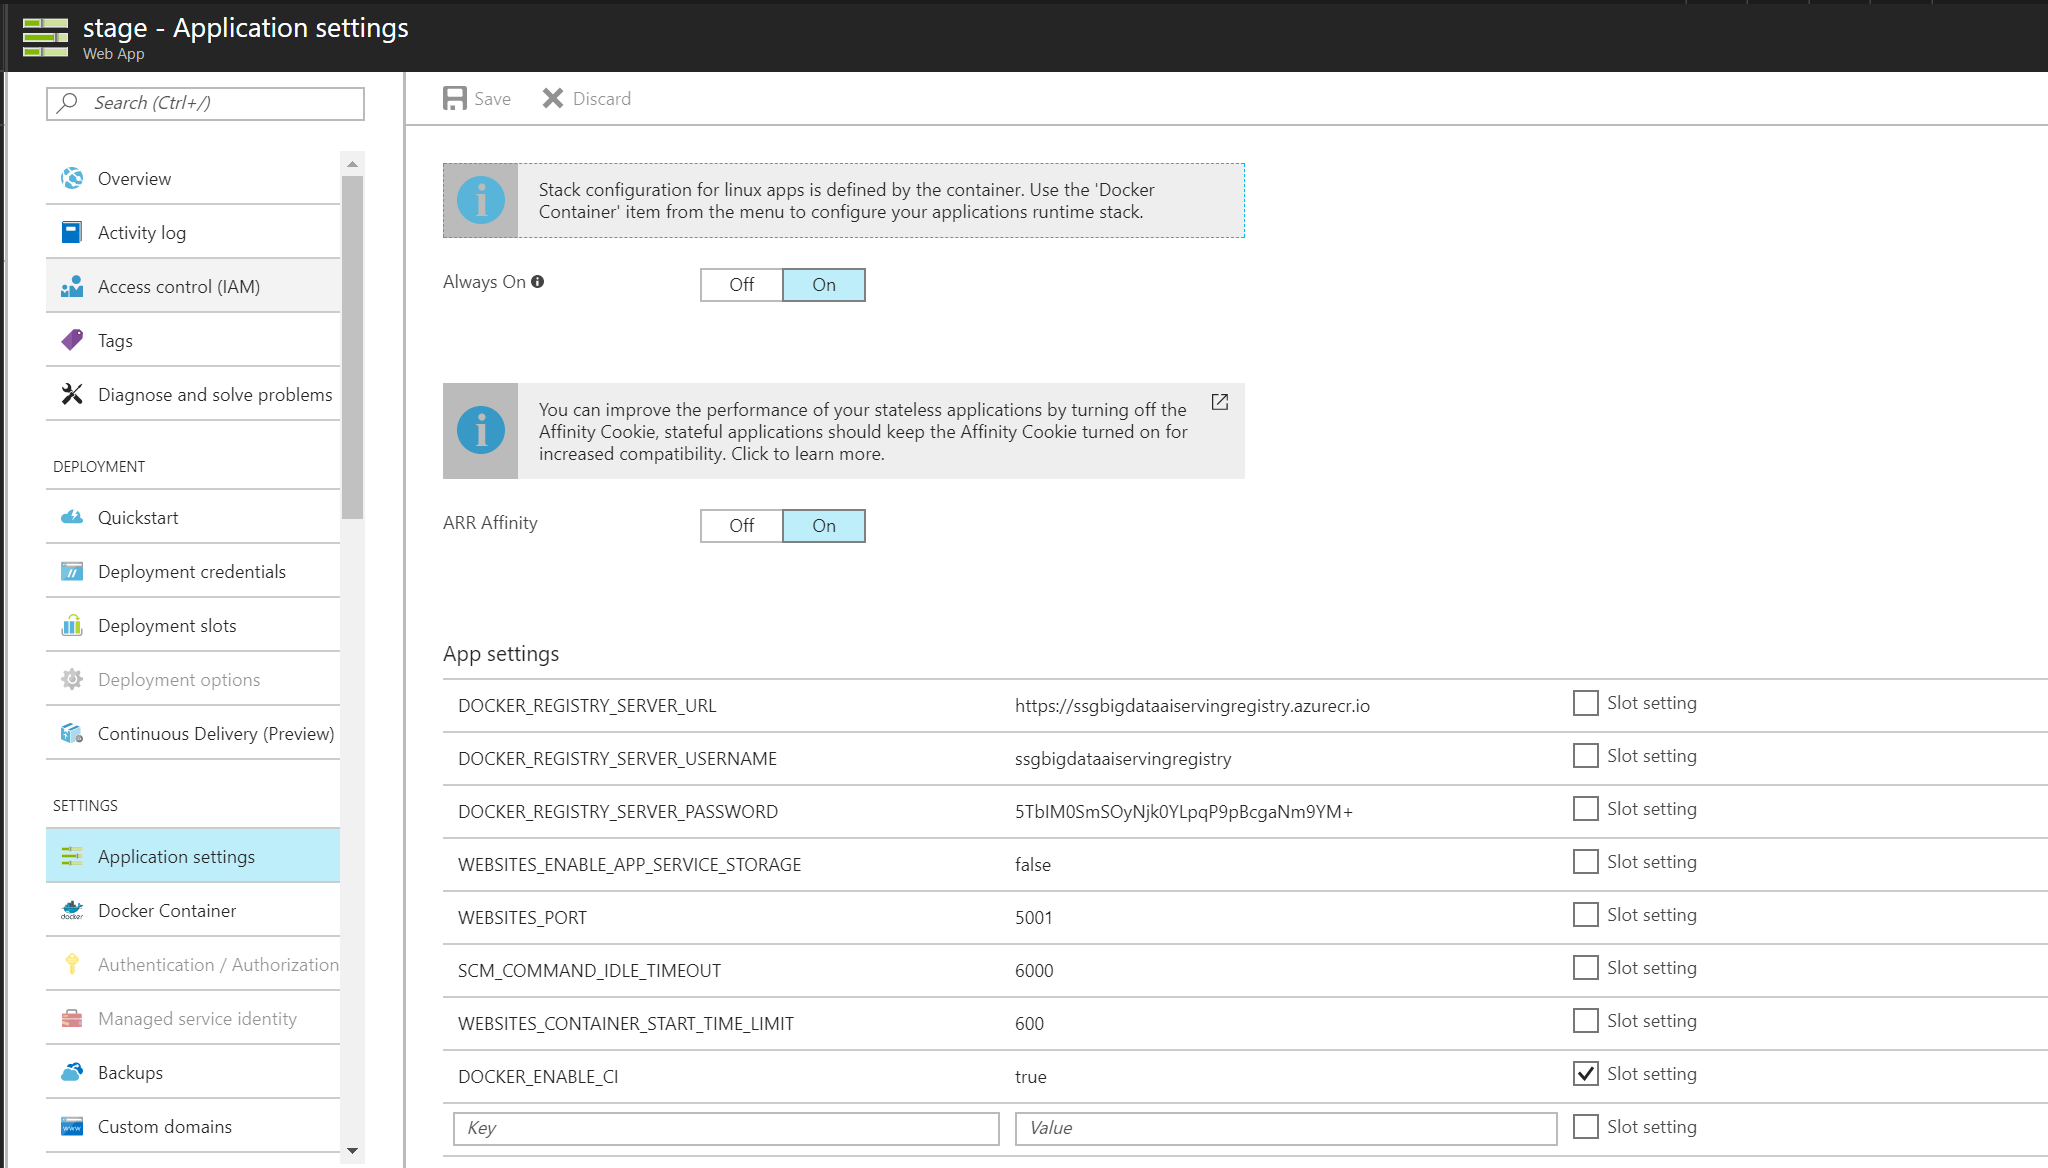 stage - Application settings
Web App
Search (Ctrl+/)
Overview
Activity log
Access control (IAM)
Tags
Diagnose and solve problems
DEPLOYMENT
Quickstart
Deployment credentials
Deployment slots
Deployment options
Continuous Delivery (Preview)
SETTINGS
Application settings
Docker Container
Authentication / Authorization
Managed service identity
Backups
Custom domains
Save Discard
Stack configuration for linux apps is defined by the container. Use the 'Docker
Container' item from the menu to configure your applications runtime stack.
Always On Off On
You can improve the performance of your stateless applications by turning off the
Affinity Cookie, stateful applications should keep the Affinity Cookie turned on for
increased compatibility. Click to learn more.
ARR Affinity Off On
App settings
DOCKER_REGISTRY_SERVER_URL https://ssgbigdataaiservingregistry.azurecr.io Slot setting
DOCKER_REGISTRY_SERVER_USERNAME ssgbigdataaiservingregistry Slot setting
DOCKER_REGISTRY_SERVER_PASSWORD 5TbIM0SmSOyNjk0YLpqP9pBcgaNm9YM+ Slot setting
WEBSITES_ENABLE_APP_SERVICE_STORAGE false Slot setting
WEBSITES_PORT 5001 Slot setting
SCM_COMMAND_IDLE_TIMEOUT 6000 Slot setting
WEBSITES_CONTAINER_START_TIME_LIMIT 600 Slot setting
DOCKER_ENABLE_CI true Slot setting
Key Value Slot setting